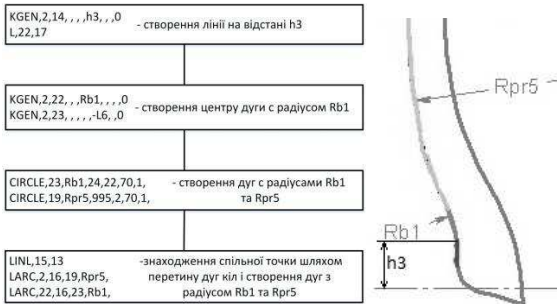 KGEN,2,14, , , ,h3, , ,0
L,22,17
- створення лінії на відстані h3
KGEN,2,22, , ,Rb1, , , ,0
KGEN,2,23, , , , ,-L6, ,0
- створення центру дуги с радіусом Rb1
CIRCLE,23,Rb1,24,22,70,1,
CIRCLE,19,Rpr5,995,2,70,1,
- створення дуг с радіусами Rb1
та Rpr5
LINL,15,13
LARC,2,16,19,Rpr5,
LARC,22,16,23,Rb1,
-знаходження спільної точки шляхом
перетину дуг кіл і створення дуг з
радіусом Rb1 та Rpr5
Rpr5
Rb1
h3